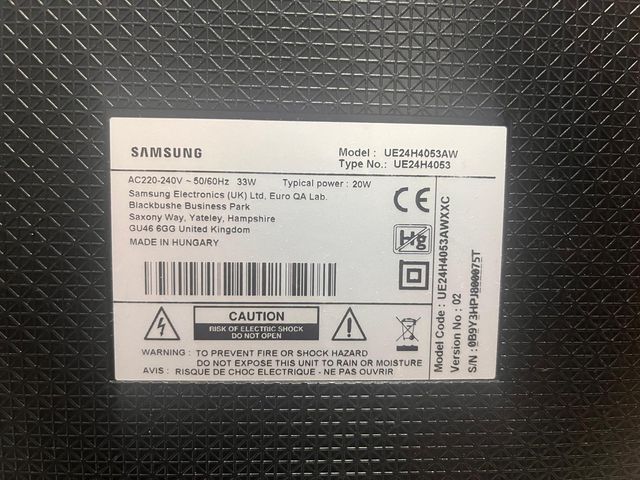 SAMSUNG
Model : UE24H4053AW
Type No.: UE24H4053
AC220-240V ~ 50/60Hz 33W Typical power : 20W
Samsung Electronics (UK) Ltd, Euro QA Lab.
Blackbushe Business Park
Saxony Way, Yateley, Hampshire
GU46 6GG United Kingdom
MADE IN HUNGARY
CE
Hg
CAUTION
RISK OF ELECTRIC SHOCK
DO NOT OPEN
WARNING : TO PREVENT FIRE OR SHOCK HAZARD
DO NOT EXPOSE THIS UNIT TO RAIN OR MOISTURE
AVIS : RISQUE DE CHOC ELECTRIQUE - NE PAS OUVRIR
Model Code : UE24H4053AWXXC
Version No : 02
S/N :